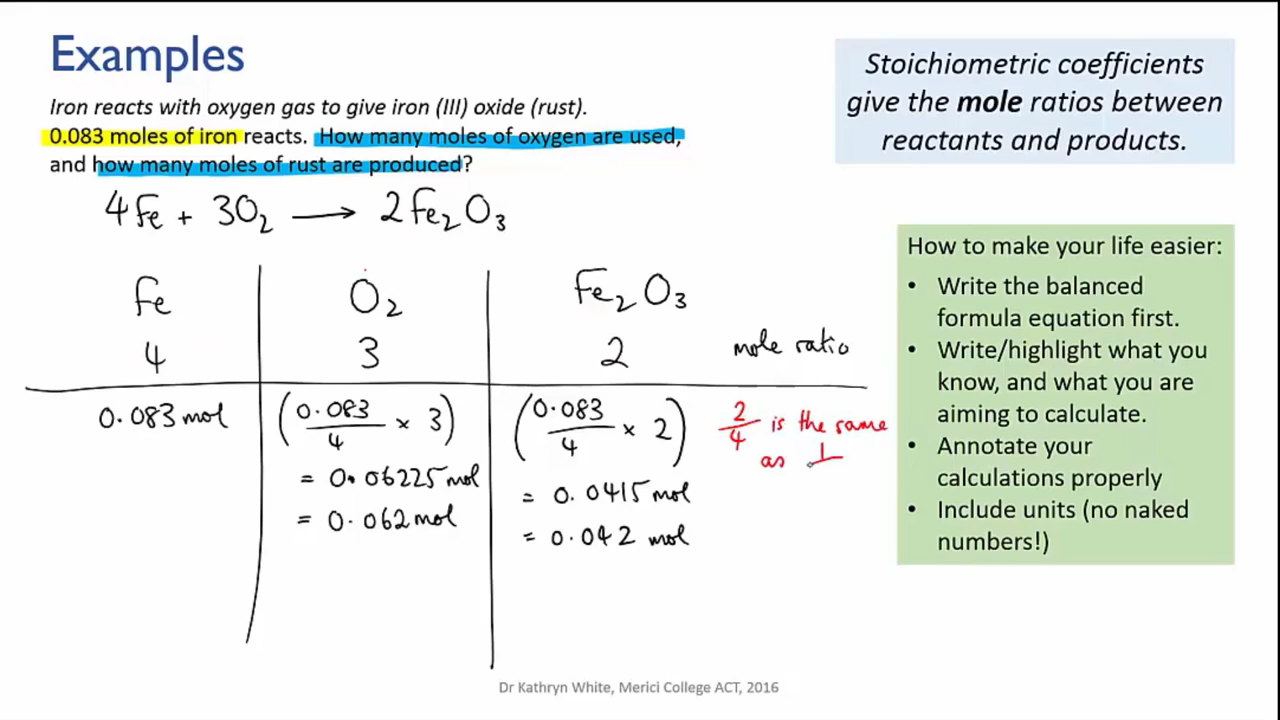 Examples
Iron reacts with oxygen gas to give iron (III) oxide (rust).
0.083 moles of iron reacts. How many moles of oxygen are used,
and how many moles of rust are produced?
4Fe + 3O₂ ⟶ 2Fe₂O₃
Fe O₂ Fe₂O₃
4 3 2 mole ratio
0.083 mol (0.083/4 × 3) (0.083/4 × 2)
= 0.06225 mol = 0.0415 mol
= 0.062 mol = 0.042 mol
2/4 is the same
as 1
Stoichiometric coefficients
give the mole ratios between
reactants and products.
How to make your life easier:
• Write the balanced
formula equation first.
• Write/highlight what you
know, and what you are
aiming to calculate.
• Annotate your
calculations properly
• Include units (no naked
numbers!)
Dr Kathryn White, Merici College ACT, 2016